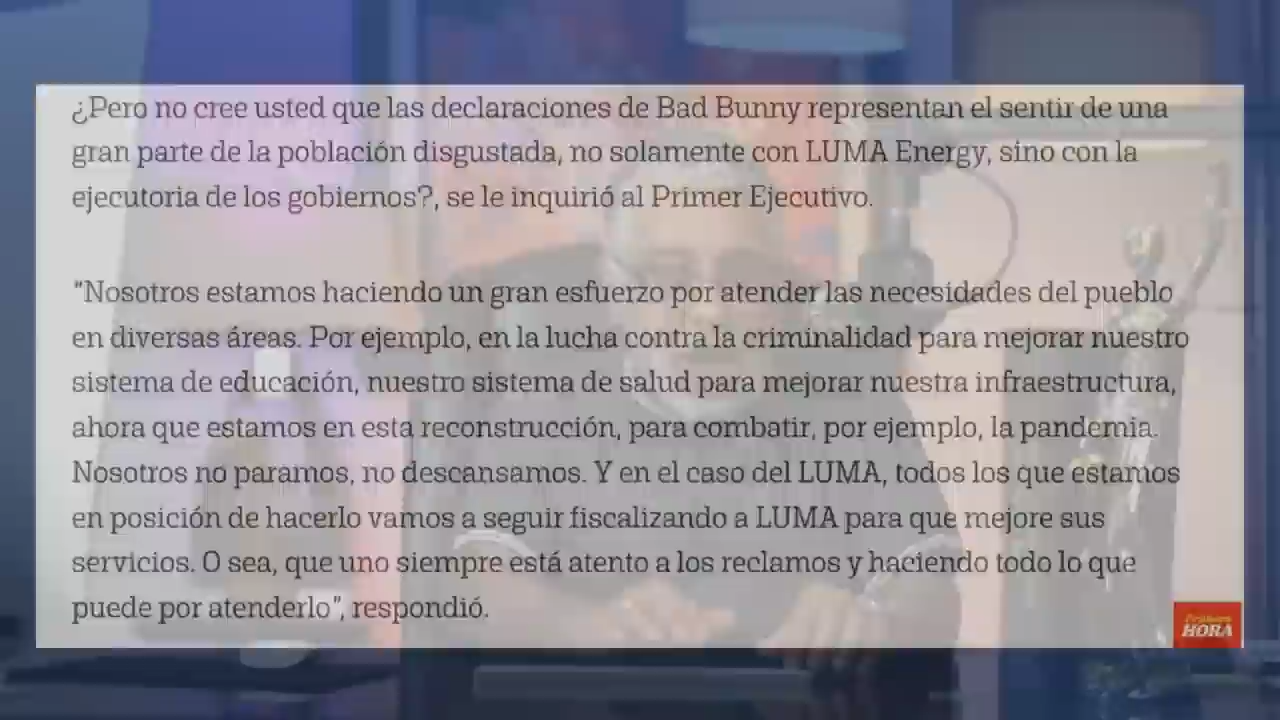 ¿Pero no cree usted que las declaraciones de Bad Bunny representan el sentir de una
gran parte de la población disgustada, no solamente con LUMA Energy, sino con la
ejecutoria de los gobiernos?, se le inquirió al Primer Ejecutivo.
"Nosotros estamos haciendo un gran esfuerzo por atender las necesidades del pueblo
en diversas áreas. Por ejemplo, en la lucha contra la criminalidad para mejorar nuestro
sistema de educación, nuestro sistema de salud para mejorar nuestra infraestructura,
ahora que estamos en esta reconstrucción, para combatir, por ejemplo, la pandemia.
Nosotros no paramos, no descansamos. Y en el caso del LUMA, todos los que estamos
en posición de hacerlo vamos a seguir fiscalizando a LUMA para que mejore sus
servicios. O sea, que uno siempre está atento a los reclamos y haciendo todo lo que
puede por atenderlo", respondió.
Primera
HORA